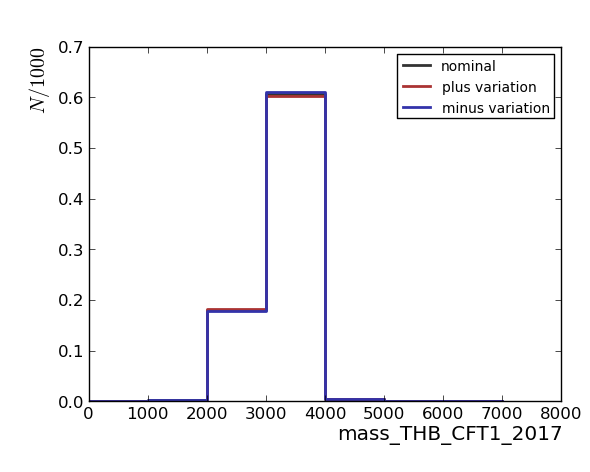 N/1000
0.7
0.6
0.5
0.4
0.3
0.2
0.1
0.0
nominal
plus variation
minus variation
0 1000 2000 3000 4000 5000 6000 7000 8000
mass_THB_CFT1_2017